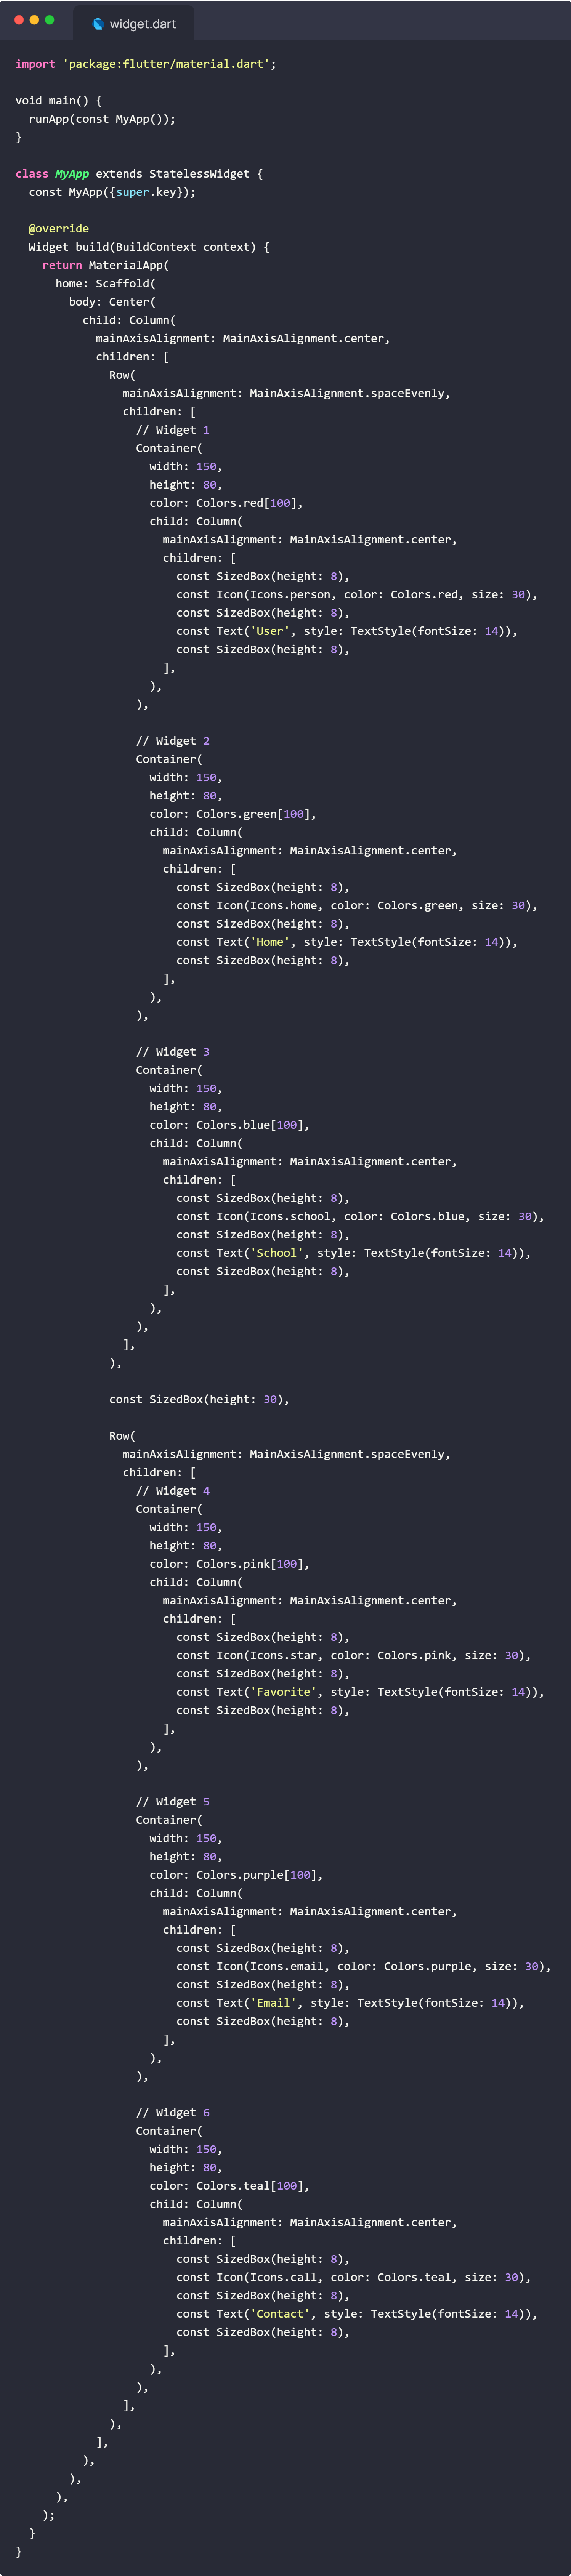 widget.dart
import 'package:flutter/material.dart';

void main() {
  runApp(const MyApp());
}

class MyApp extends StatelessWidget {
  const MyApp({super.key});

  @override
  Widget build(BuildContext context) {
    return MaterialApp(
      home: Scaffold(
        body: Center(
          child: Column(
            mainAxisAlignment: MainAxisAlignment.center,
            children: [
              Row(
                mainAxisAlignment: MainAxisAlignment.spaceEvenly,
                children: [
                  // Widget 1
                  Container(
                    width: 150,
                    height: 80,
                    color: Colors.red[100],
                    child: Column(
                      mainAxisAlignment: MainAxisAlignment.center,
                      children: [
                        const SizedBox(height: 8),
                        const Icon(Icons.person, color: Colors.red, size: 30),
                        const SizedBox(height: 8),
                        const Text('User', style: TextStyle(fontSize: 14)),
                        const SizedBox(height: 8),
                      ],
                    ),
                  ),

                  // Widget 2
                  Container(
                    width: 150,
                    height: 80,
                    color: Colors.green[100],
                    child: Column(
                      mainAxisAlignment: MainAxisAlignment.center,
                      children: [
                        const SizedBox(height: 8),
                        const Icon(Icons.home, color: Colors.green, size: 30),
                        const SizedBox(height: 8),
                        const Text('Home', style: TextStyle(fontSize: 14)),
                        const SizedBox(height: 8),
                      ],
                    ),
                  ),

                  // Widget 3
                  Container(
                    width: 150,
                    height: 80,
                    color: Colors.blue[100],
                    child: Column(
                      mainAxisAlignment: MainAxisAlignment.center,
                      children: [
                        const SizedBox(height: 8),
                        const Icon(Icons.school, color: Colors.blue, size: 30),
                        const SizedBox(height: 8),
                        const Text('School', style: TextStyle(fontSize: 14)),
                        const SizedBox(height: 8),
                      ],
                    ),
                  ),
                ],
              ),

              const SizedBox(height: 30),

              Row(
                mainAxisAlignment: MainAxisAlignment.spaceEvenly,
                children: [
                  // Widget 4
                  Container(
                    width: 150,
                    height: 80,
                    color: Colors.pink[100],
                    child: Column(
                      mainAxisAlignment: MainAxisAlignment.center,
                      children: [
                        const SizedBox(height: 8),
                        const Icon(Icons.star, color: Colors.pink, size: 30),
                        const SizedBox(height: 8),
                        const Text('Favorite', style: TextStyle(fontSize: 14)),
                        const SizedBox(height: 8),
                      ],
                    ),
                  ),

                  // Widget 5
                  Container(
                    width: 150,
                    height: 80,
                    color: Colors.purple[100],
                    child: Column(
                      mainAxisAlignment: MainAxisAlignment.center,
                      children: [
                        const SizedBox(height: 8),
                        const Icon(Icons.email, color: Colors.purple, size: 30),
                        const SizedBox(height: 8),
                        const Text('Email', style: TextStyle(fontSize: 14)),
                        const SizedBox(height: 8),
                      ],
                    ),
                  ),

                  // Widget 6
                  Container(
                    width: 150,
                    height: 80,
                    color: Colors.teal[100],
                    child: Column(
                      mainAxisAlignment: MainAxisAlignment.center,
                      children: [
                        const SizedBox(height: 8),
                        const Icon(Icons.call, color: Colors.teal, size: 30),
                        const SizedBox(height: 8),
                        const Text('Contact', style: TextStyle(fontSize: 14)),
                        const SizedBox(height: 8),
                      ],
                    ),
                  ),
                ],
              ),
            ],
          ),
        ),
      ),
    );
  }
}